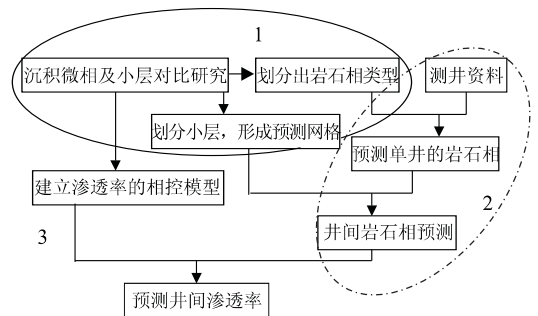 1
沉积微相及小层对比研究
划分出岩石相类型
测井资料
划分小层，形成预测网格
预测单井的岩石相
建立渗透率的相控模型
2
3
井间岩石相预测
预测井间渗透率